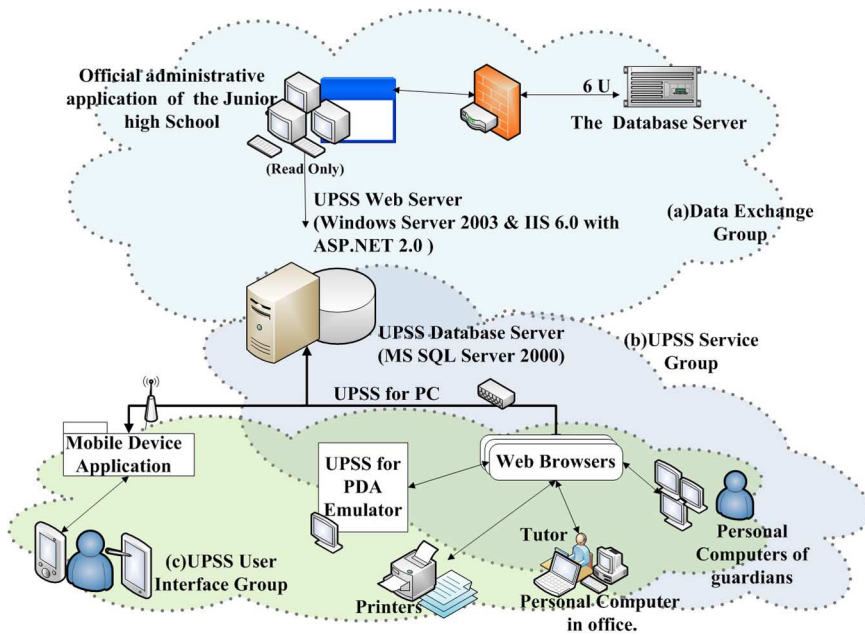 Official administrative
application of the Junior
high School
(Read Only)
6 U
The Database Server
UPSS Web Server
(Windows Server 2003 & IIS 6.0 with
ASP.NET 2.0 )
(a)Data Exchange
Group
UPSS Database Server
(MS SQL Server 2000)
(b)UPSS Service
Group
UPSS for PC
Mobile Device
Application
UPSS for
PDA
Emulator
Web Browsers
Tutor
Personal
Computers of
guardians
(c)UPSS User
Interface Group
Printers
Personal Computer
in office.